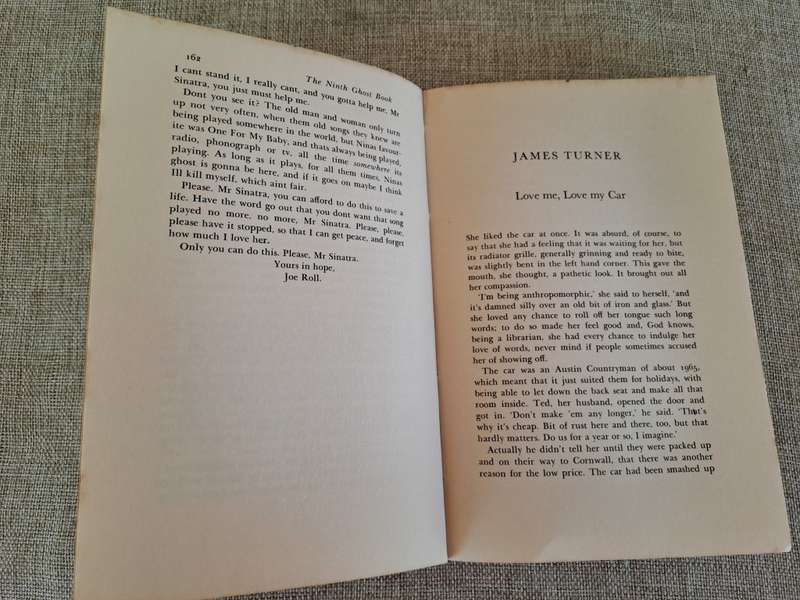 162
The Ninth Ghost Book
I cant stand it, I really cant, and you gotta help me, Mr
Sinatra, you just must help me.
Dont you see it? The old man and woman only turn
up not very often, when them old songs they knew are
being played somewhere in the world, but Ninas favour-
ite was One For My Baby, and thats always being played,
radio, phonograph or tv, all the time somewhere its
playing. As long as it plays, for all them times, Ninas
ghost is gonna be here, and if it goes on maybe I think
Ill kill myself, which aint fair.
Please, Mr Sinatra, you can afford to do this to save a
life. Have the word go out that you dont want that song
played no more, no more, Mr Sinatra. Please, please,
please have it stopped, so that I can get peace, and forget
how much I love her.
Only you can do this. Please, Mr Sinatra.
Yours in hope,
Joe Roll.
JAMES TURNER
Love me, Love my Car
She liked the car at once. It was absurd, of course, to
say that she had a feeling that it was waiting for her, but
its radiator grille, generally grinning and ready to bite,
was slightly bent in the left hand corner. This gave the
mouth, she thought, a pathetic look. It brought out all
her compassion.
'I'm being anthropomorphic,' she said to herself, 'and
it's damned silly over an old bit of iron and glass.' But
she loved any chance to roll off her tongue such long
words; to do so made her feel good and, God knows,
being a librarian, she had every chance to indulge her
love of words, never mind if people sometimes accused
her of showing off.
The car was an Austin Countryman of about 1965,
which meant that it just suited them for holidays, with
being able to let down the back seat and make all that
room inside. Ted, her husband, opened the door and
got in. 'Don't make 'em any longer,' he said. 'That's
why it's cheap. Bit of rust here and there, too, but that
hardly matters. Do us for a year or so, I imagine.'
Actually he didn't tell her until they were packed up
and on their way to Cornwall, that there was another
reason for the low price. The car had been smashed up